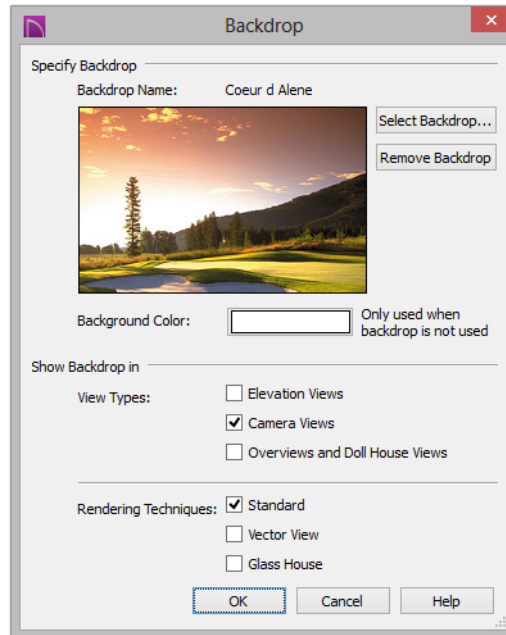 Backdrop
Specify Backdrop
Backdrop Name: Coeur d Alene
Select Backdrop...
Remove Backdrop
Background Color:
Only used when
backdrop is not used
Show Backdrop in
View Types:
Elevation Views
Camera Views
Overviews and Doll House Views
Rendering Techniques: Standard
Vector View
Glass House
OK Cancel Help